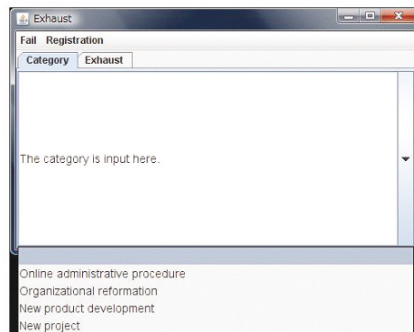 Exhaust
Fail Registration
Category Exhaust
The category is input here.
Online administrative procedure
Organizational reformation
New product development
New project